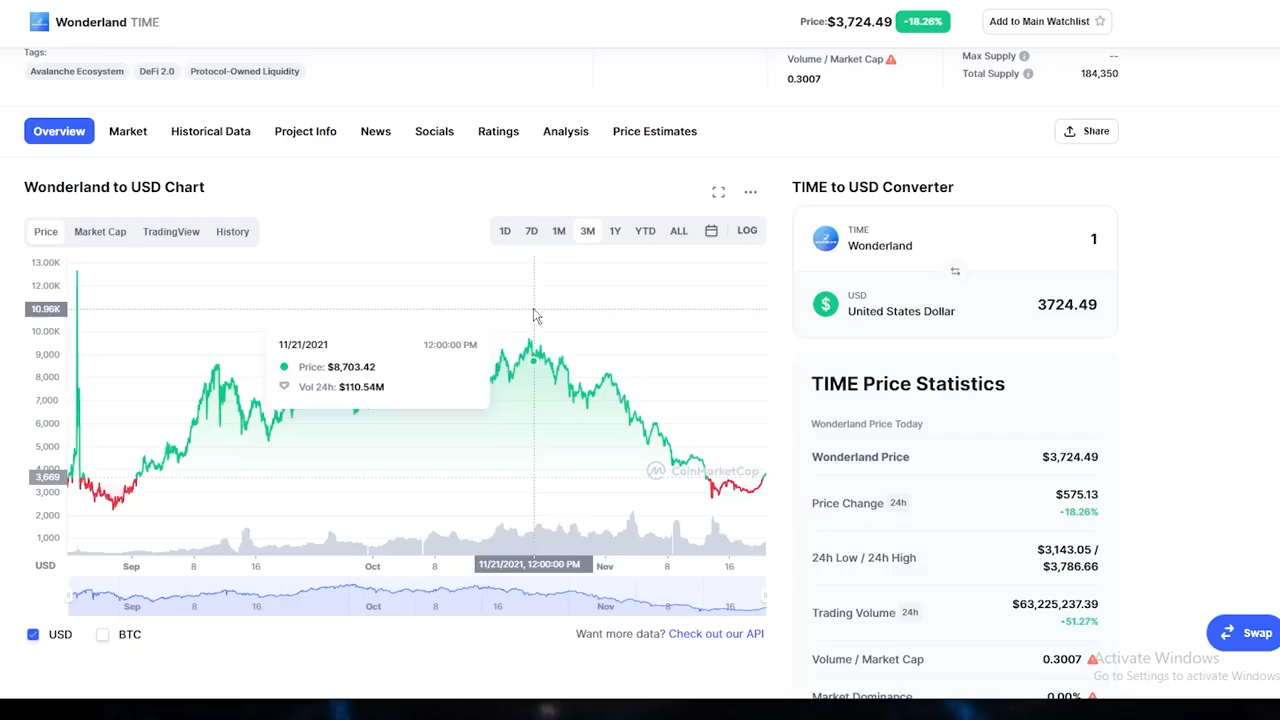 Wonderland TIME
Price:$3,724.49 -18.26% Add to Main Watchlist
Tags:
Avalanche Ecosystem DeFi 2.0 Protocol-Owned Liquidity
Volume / Market Cap
0.3007
Max Supply --
Total Supply 184,350
Overview Market Historical Data Project Info News Socials Ratings Analysis Price Estimates
Share
Wonderland to USD Chart
Price Market Cap TradingView History
1D 7D 1M 3M 1Y YTD ALL LOG
13.00K
12.00K
10.96K
10.00K
9,000
8,000
7,000
6,000
5,000
4,000
3,669
3,000
2,000
1,000
USD
11/21/2021 12:00:00 PM
Price: $8,703.42
Vol 24h: $110.54M
CoinMarketCap
Sep 8 16 Oct 8 11/21/2021, 12:00:00 PM Nov 8 16
Sep 8 16 Oct 8 16 Nov 8 16
USD BTC
Want more data? Check out our API
TIME to USD Converter
TIME
Wonderland 1
USD
United States Dollar 3724.49
TIME Price Statistics
Wonderland Price Today
Wonderland Price $3,724.49
Price Change 24h $575.13
-18.26%
24h Low / 24h High $3,143.05 /
$3,786.66
Trading Volume 24h $63,225,237.39
-51.27%
Volume / Market Cap 0.3007
Market Dominance 0.00%
Swap
Activate Windows
Go to Settings to activate Windows